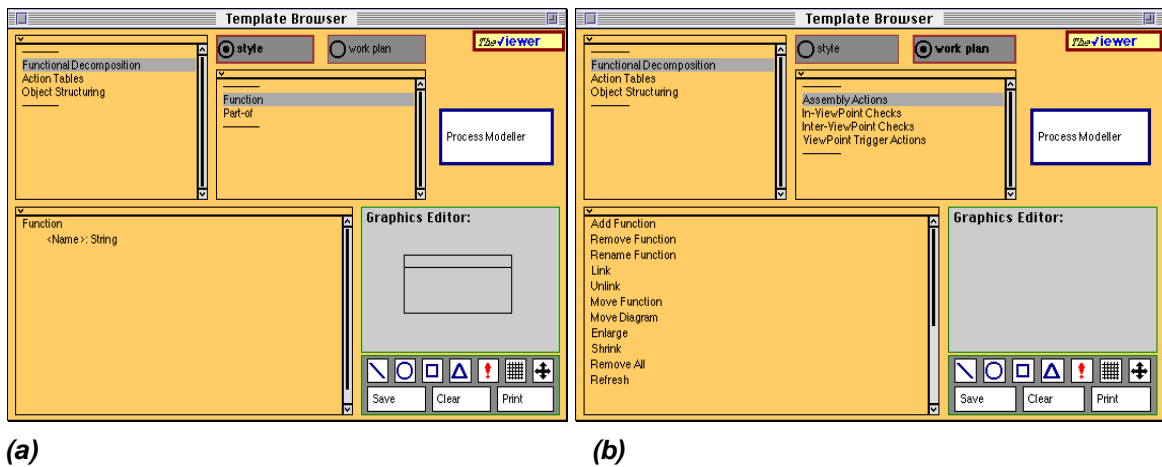 Template Browser
The Viewer
style
work plan
Functional Decomposition
Action Tables
Object Structuring
Function
Part-of
Process Modeller
Function
<Name>: String
Graphics Editor:
Save
Clear
Print
(a)
Template Browser
The Viewer
style
work plan
Functional Decomposition
Action Tables
Object Structuring
Assembly Actions
In-ViewPoint Checks
Inter-ViewPoint Checks
ViewPoint Trigger Actions
Process Modeller
Add Function
Remove Function
Rename Function
Link
Unlink
Move Function
Move Diagram
Enlarge
Shrink
Remove All
Refresh
Graphics Editor:
Save
Clear
Print
(b)